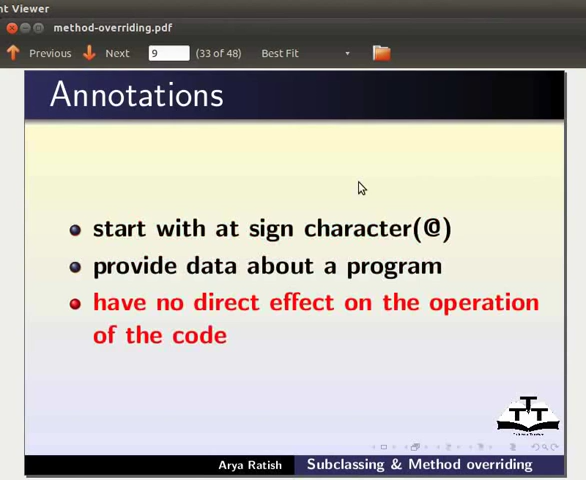 nt Viewer
method-overriding.pdf
Previous Next 9 (33 of 48) Best Fit
Annotations
start with at sign character(@)
provide data about a program
have no direct effect on the operation
of the code
Arya Ratish Subclassing & Method overriding